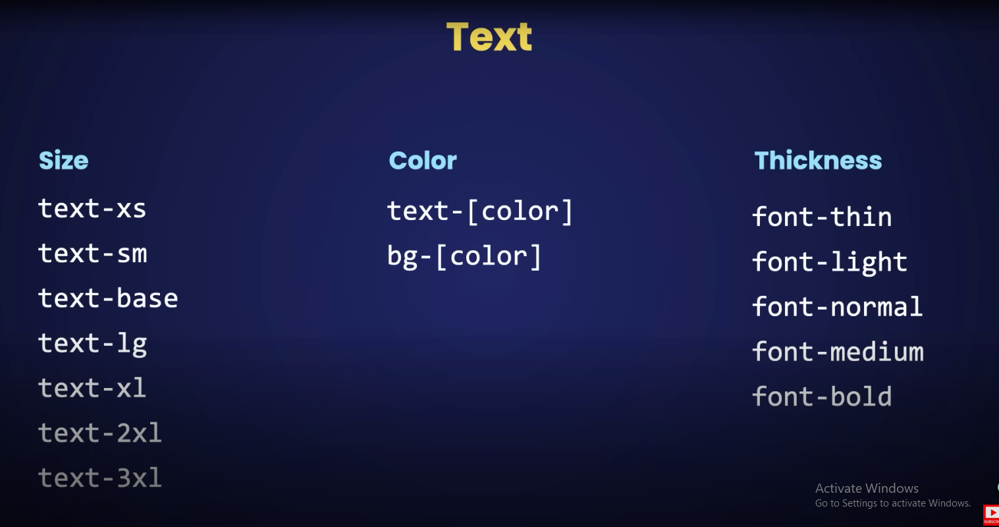 Text
Size
text-xs
text-sm
text-base
text-lg
text-xl
text-2xl
text-3xl
Color
text-[color]
bg-[color]
Thickness
font-thin
font-light
font-normal
font-medium
font-bold
Activate Windows
Go to Settings to activate Windows.